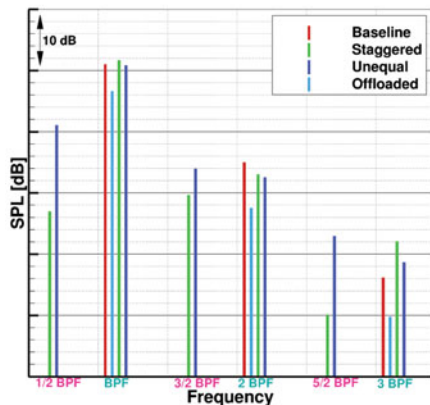 10 dB
Baseline
Staggered
Unequal
Offloaded
SPL [dB]
1/2 BPF BPF 3/2 BPF 2 BPF 5/2 BPF 3 BPF
Frequency